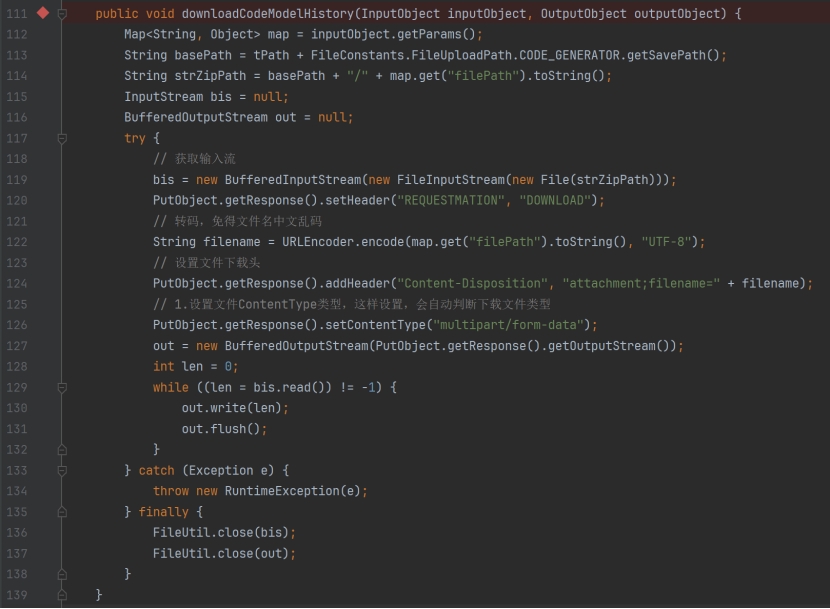 111 public void downloadCodeModelHistory(InputObject inputObject, OutputObject outputObject) {
112 Map<String, Object> map = inputObject.getParams();
113 String basePath = tPath + FileConstants.FileUploadPath.CODE_GENERATOR.getSavePath();
114 String strZipPath = basePath + "/" + map.get("filePath").toString();
115 InputStream bis = null;
116 BufferedOutputStream out = null;
117 try {
118 // 获取输入流
119 bis = new BufferedInputStream(new FileInputStream(new File(strZipPath)));
120 PutObject.getResponse().setHeader("REQUESTMATION", "DOWNLOAD");
121 // 转码，免得文件名中文乱码
122 String filename = URLEncoder.encode(map.get("filePath").toString(), "UTF-8");
123 // 设置文件下载头
124 PutObject.getResponse().addHeader("Content-Disposition", "attachment;filename=" + filename);
125 // 1.设置文件ContentType类型，这样设置，会自动判断下载文件类型
126 PutObject.getResponse().setContentType("multipart/form-data");
127 out = new BufferedOutputStream(PutObject.getResponse().getOutputStream());
128 int len = 0;
129 while ((len = bis.read()) != -1) {
130 out.write(len);
131 out.flush();
132 }
133 } catch (Exception e) {
134 throw new RuntimeException(e);
135 } finally {
136 FileUtil.close(bis);
137 FileUtil.close(out);
138 }
139 }